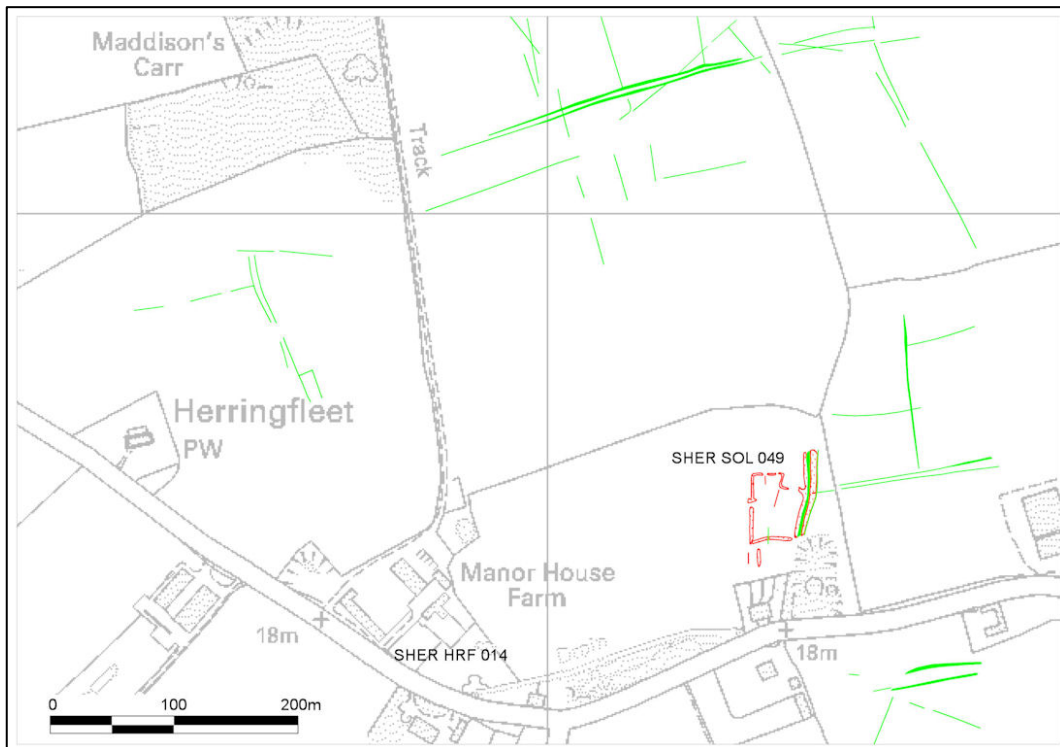 Maddison's
Carr
Track
Herringfleet
PW
SHER SOL 049
Manor House
Farm
18m
SHER HRF 014
18m
0 100 200m